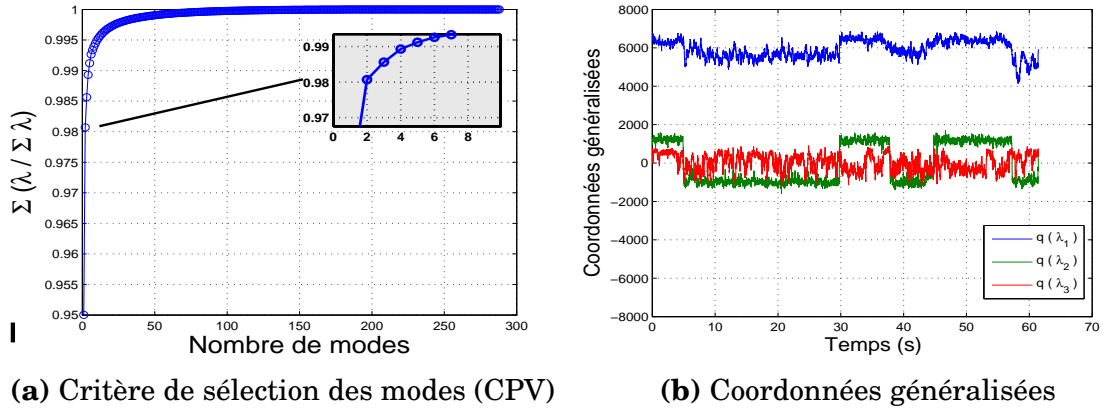 1
0.995
0.99
0.985
0.98
0.975
0.97
0.965
0.96
0.955
0.95
Σ (λ / Σ λ)
0 50 100 150 200 250 300
Nombre de modes
0.99
0.98
0.97
0 2 4 6 8
8000
6000
4000
2000
0
−2000
−4000
−6000
−8000
Coordonnées généralisées
q ( λ1 )
q ( λ2 )
q ( λ3 )
0 10 20 30 40 50 60 70
Temps (s)
(a) Critère de sélection des modes (CPV)
(b) Coordonnées généralisées